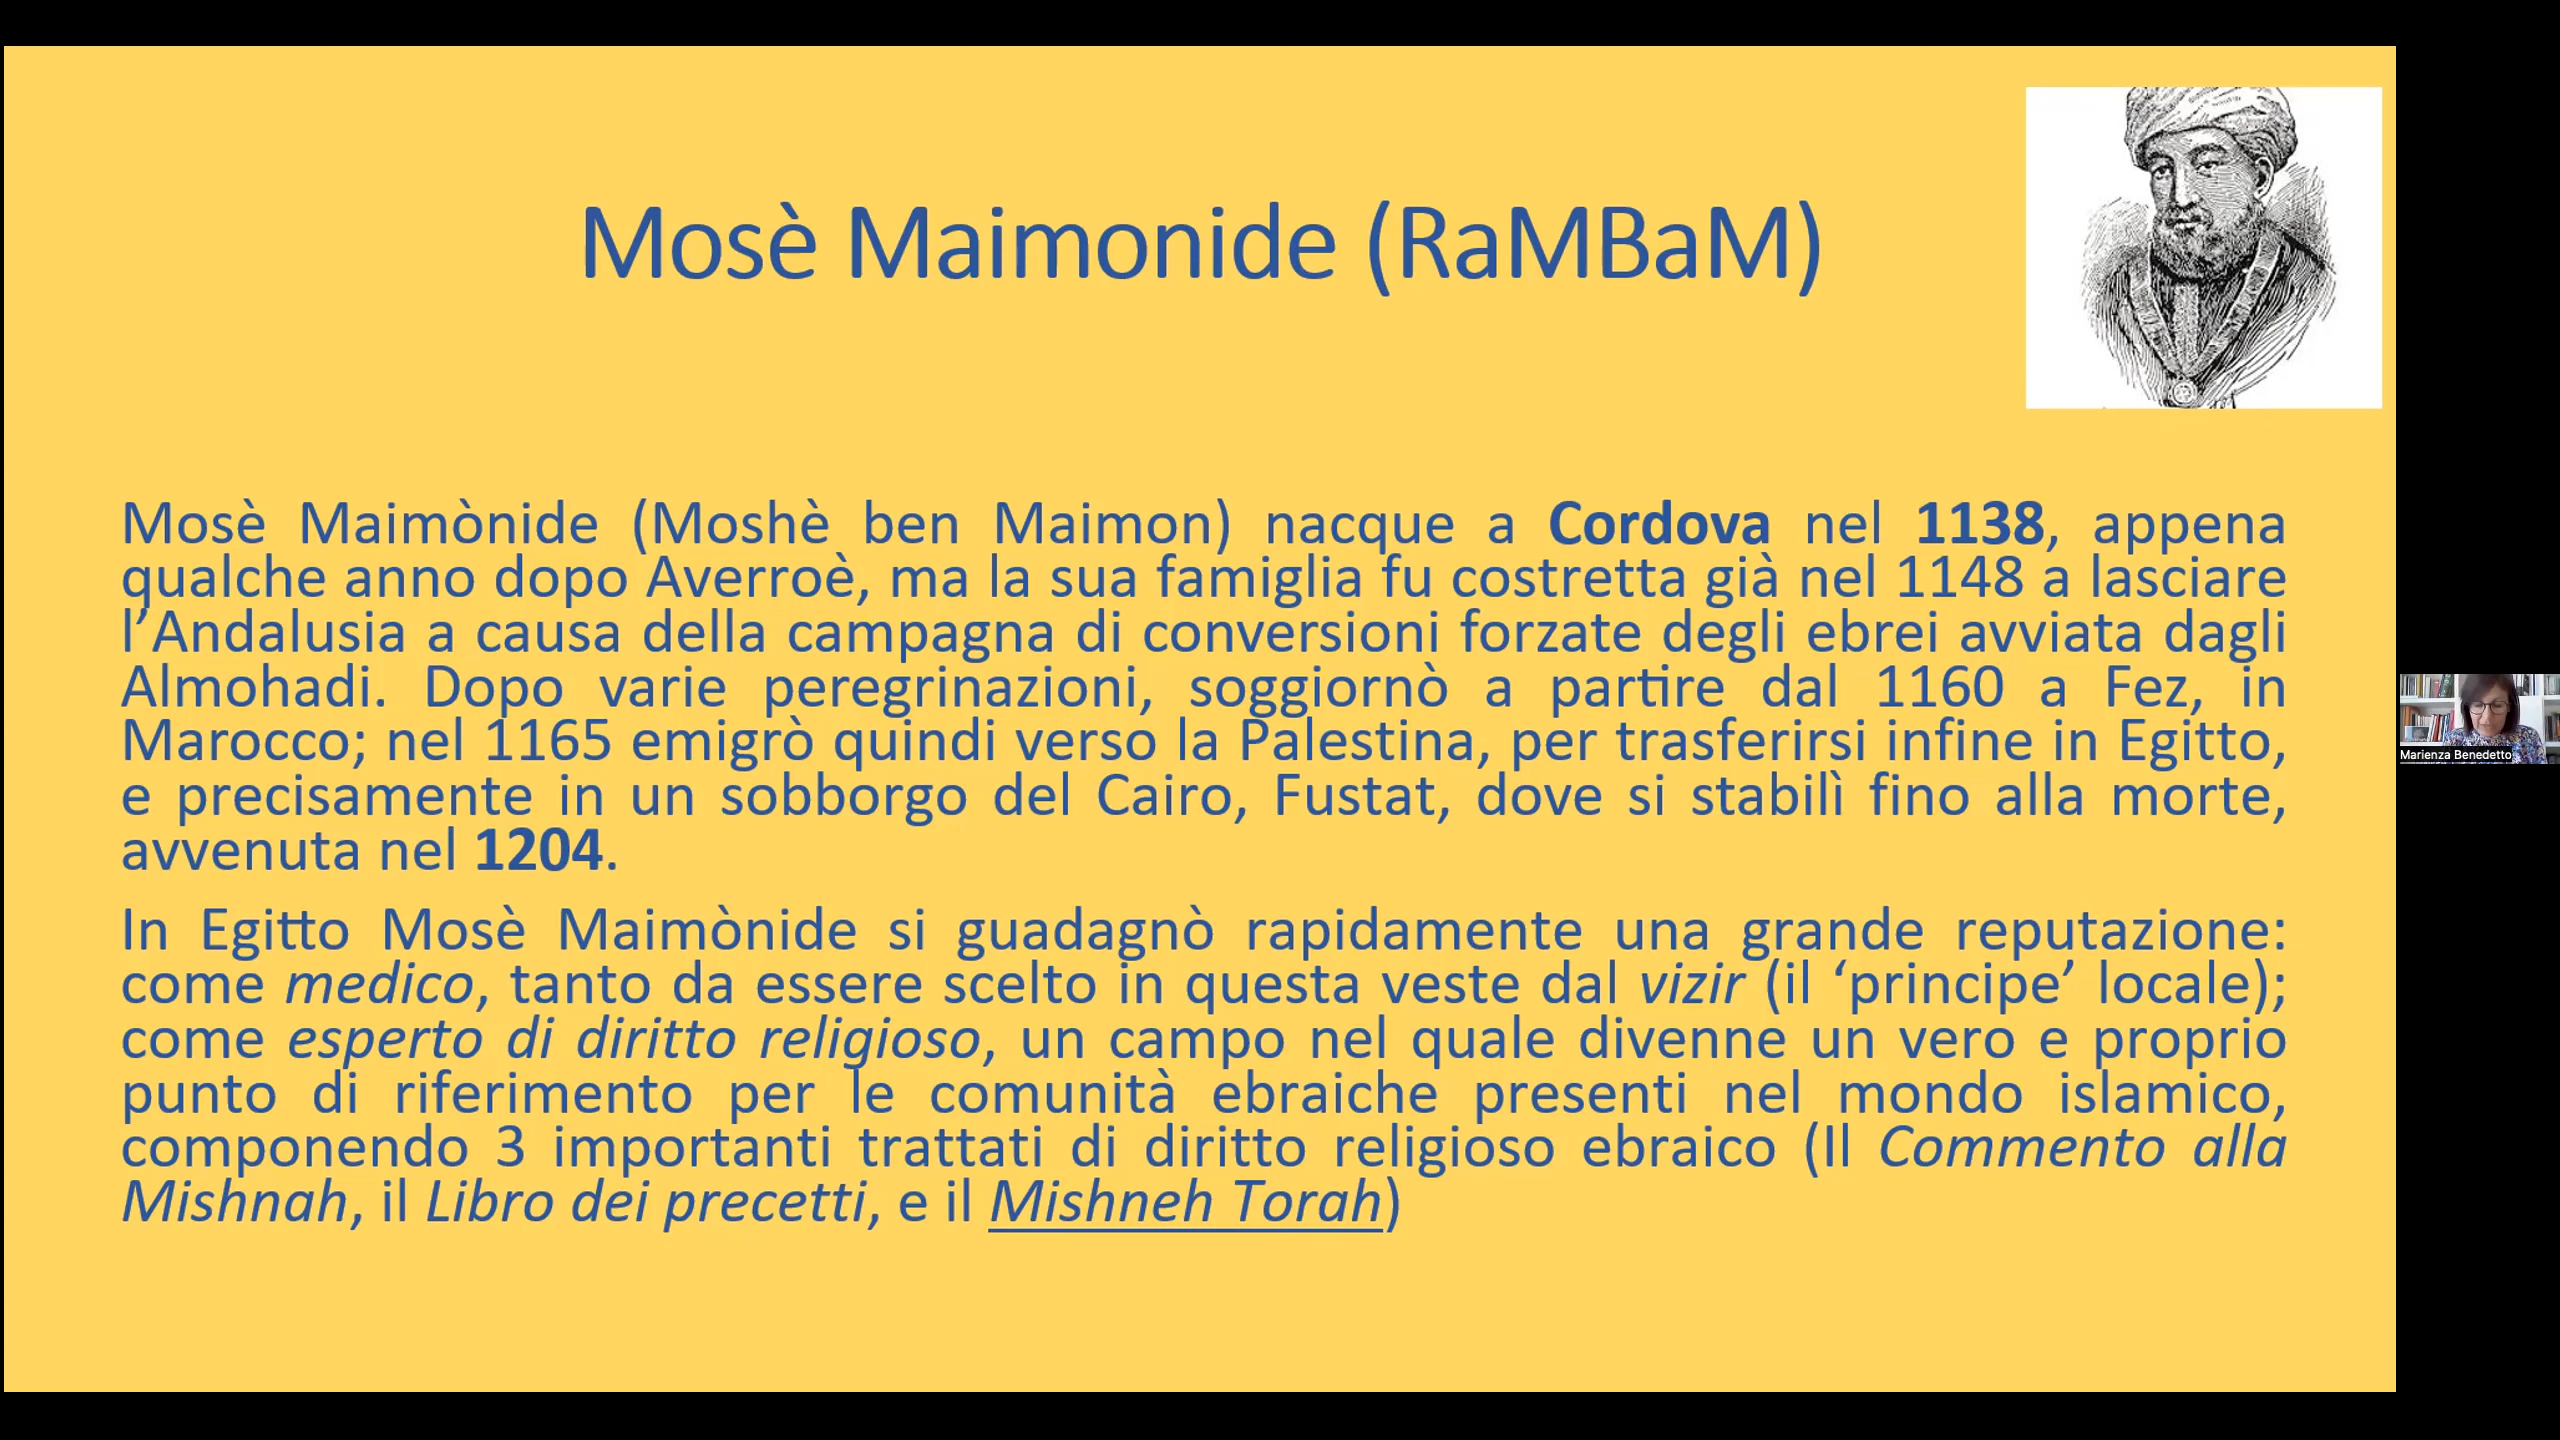 Mosè Maimonide (RaMBaM)
Mosè Maimònide (Moshè ben Maimon) nacque a Cordova nel 1138, appena
qualche anno dopo Averroè, ma la sua famiglia fu costretta già nel 1148 a lasciare
l’Andalusia a causa della campagna di conversioni forzate degli ebrei avviata dagli
Almohadi. Dopo varie peregrinazioni, soggiornò a partire dal 1160 a Fez, in
Marocco; nel 1165 emigrò quindi verso la Palestina, per trasferirsi infine in Egitto,
e precisamente in un sobborgo del Cairo, Fustat, dove si stabilì fino alla morte,
avvenuta nel 1204.
In Egitto Mosè Maimònide si guadagnò rapidamente una grande reputazione:
come medico, tanto da essere scelto in questa veste dal vizir (il ‘principe’ locale);
come esperto di diritto religioso, un campo nel quale divenne un vero e proprio
punto di riferimento per le comunità ebraiche presenti nel mondo islamico,
componendo 3 importanti trattati di diritto religioso ebraico (Il Commento alla
Mishnah, il Libro dei precetti, e il Mishneh Torah)
Marienza Benedetto